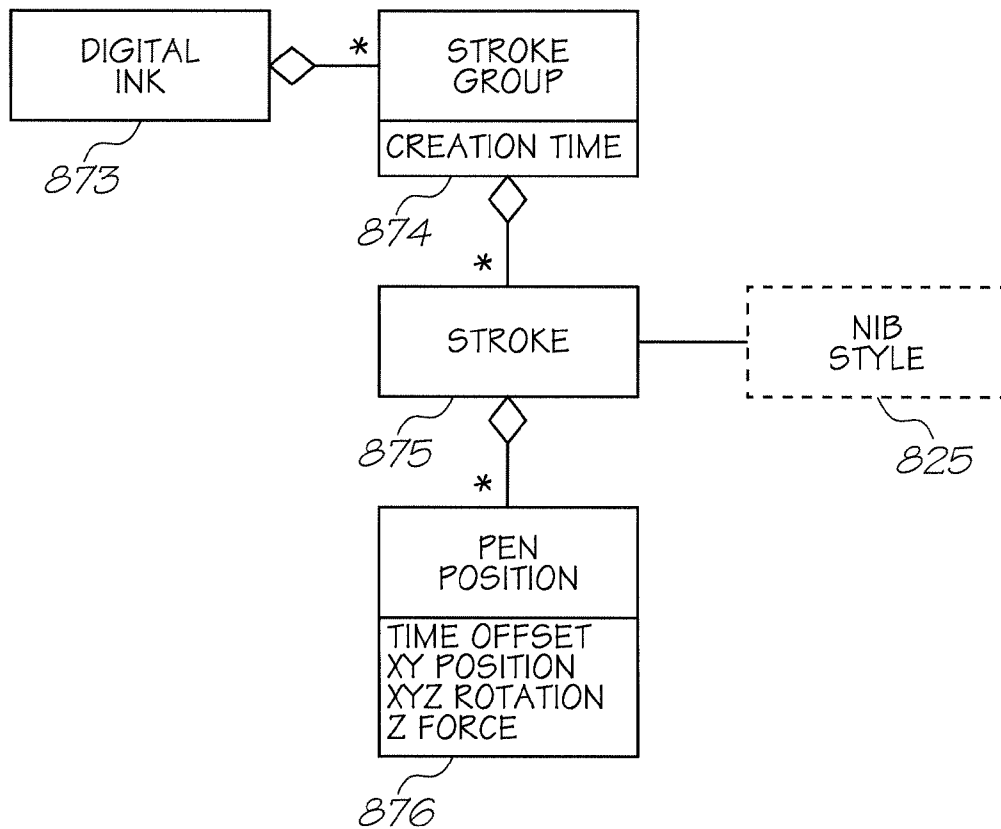 DIGITAL
INK
873
*
STROKE
GROUP
CREATION TIME
874
*
STROKE
875
NIB
STYLE
825
*
PEN
POSITION
TIME OFFSET
XY POSITION
XYZ ROTATION
Z FORCE
876